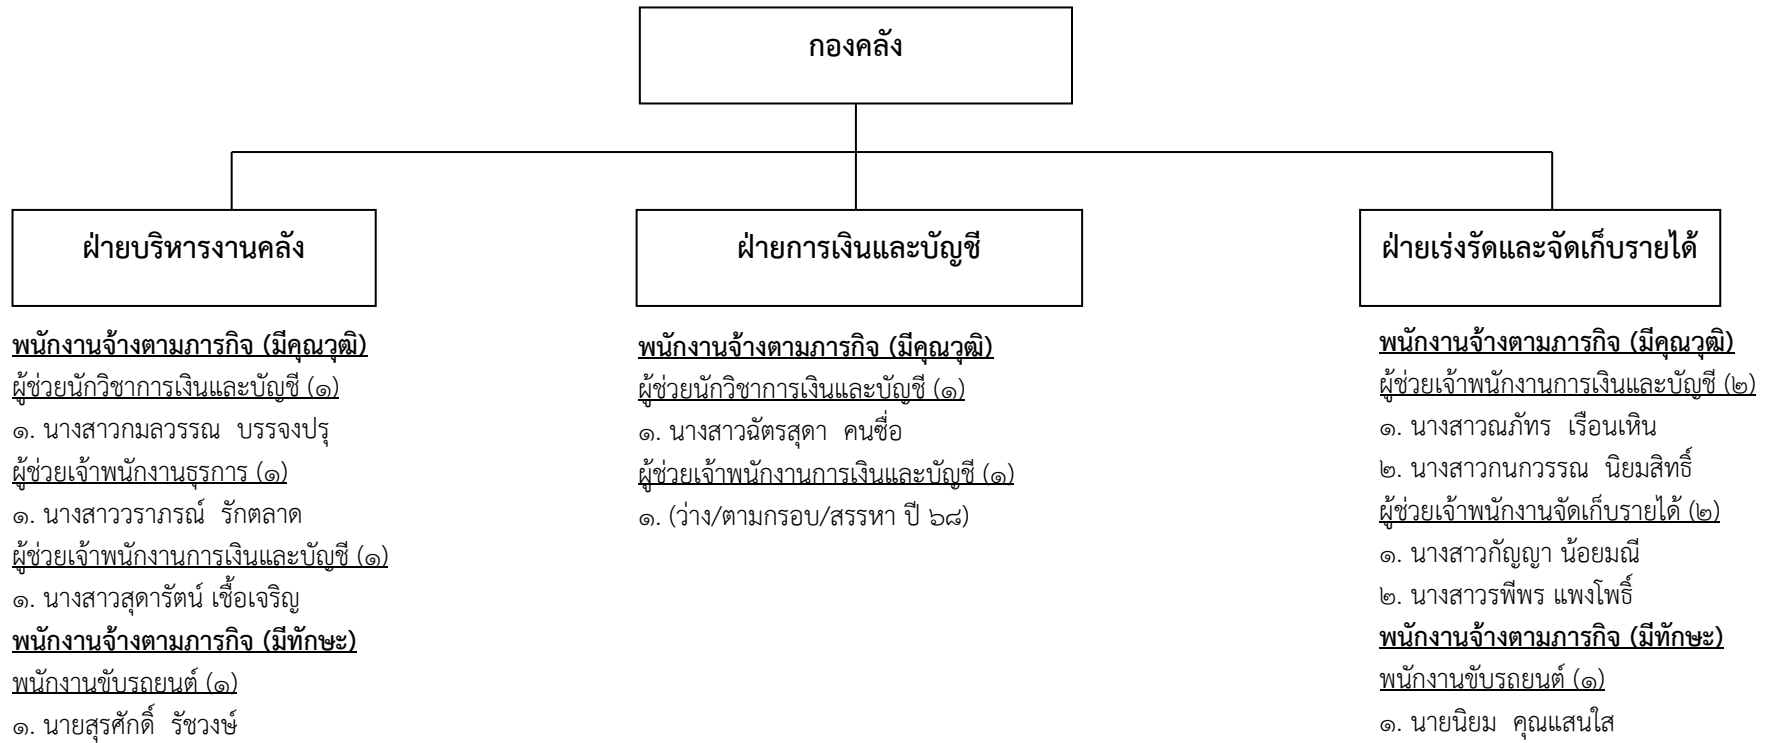 กองคลัง
ฝ่ายบริหารงานคลัง
พนักงานจ้างตามภารกิจ (มีคุณวุฒิ)
ผู้ช่วยนักวิชาการเงินและบัญชี (๑)
๑. นางสาวกมลวรรณ บรรจงปรุ
ผู้ช่วยเจ้าพนักงานธุรการ (๑)
๑. นางสาววราภรณ์ รักตลาด
ผู้ช่วยเจ้าพนักงานการเงินและบัญชี (๑)
๑. นางสาวสุดารัตน์ เชื้อเจริญ
พนักงานจ้างตามภารกิจ (มีทักษะ)
พนักงานขับรถยนต์ (๑)
๑. นายสุรศักดิ์ รัชวงษ์
ฝ่ายการเงินและบัญชี
พนักงานจ้างตามภารกิจ (มีคุณวุฒิ)
ผู้ช่วยนักวิชาการเงินและบัญชี (๑)
๑. นางสาวฉัตรสุดา คนซื่อ
ผู้ช่วยเจ้าพนักงานการเงินและบัญชี (๑)
๑. (ว่าง/ตามกรอบ/สรรหา ปี ๖๘)
ฝ่ายเร่งรัดและจัดเก็บรายได้
พนักงานจ้างตามภารกิจ (มีคุณวุฒิ)
ผู้ช่วยเจ้าพนักงานการเงินและบัญชี (๒)
๑. นางสาวณภัทร เรือนเหิน
๒. นางสาวกนกวรรณ นิยมสิทธิ์
ผู้ช่วยเจ้าพนักงานจัดเก็บรายได้ (๒)
๑. นางสาวกัญญา น้อยมณี
๒. นางสาวรพีพร แพงโพธิ์
พนักงานจ้างตามภารกิจ (มีทักษะ)
พนักงานขับรถยนต์ (๑)
๑. นายนิยม คุณแสนใส